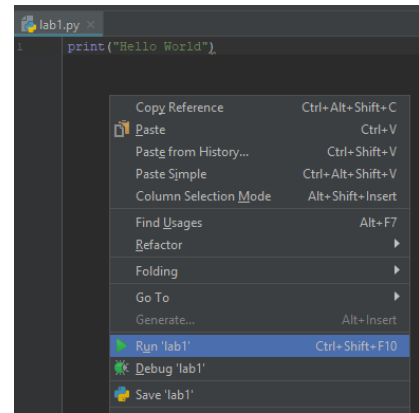 lab1.py
1 print("Hello World")
Copy Reference Ctrl+Alt+Shift+C
Paste Ctrl+V
Paste from History... Ctrl+Shift+V
Paste Simple Ctrl+Alt+Shift+V
Column Selection Mode Alt+Shift+Insert
Find Usages Alt+F7
Refactor
Folding
Go To
Generate... Alt+Insert
Run 'lab1' Ctrl+Shift+F10
Debug 'lab1'
Save 'lab1'